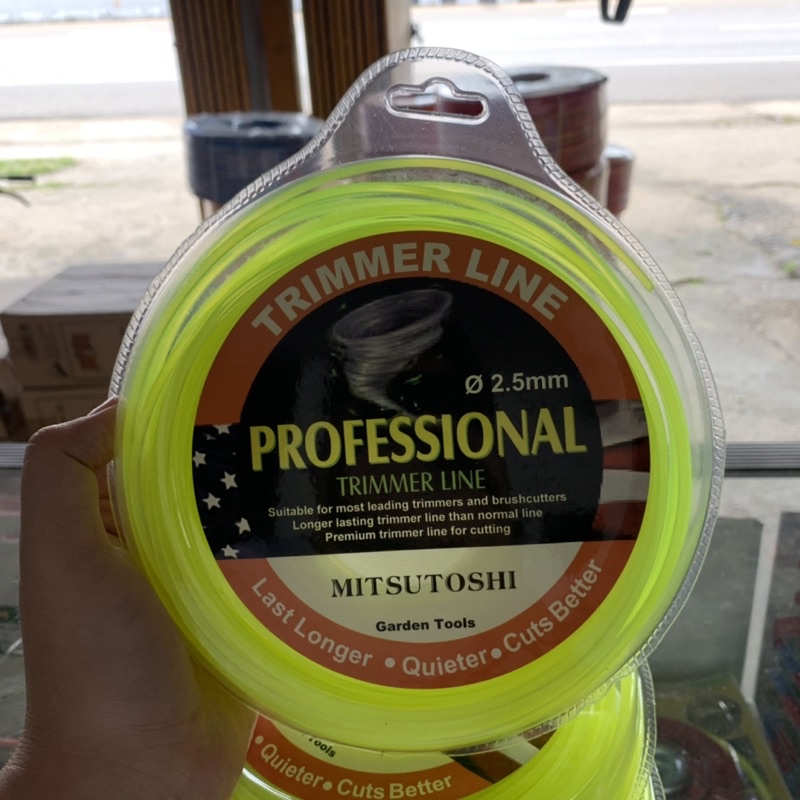 TRIMMER LINE
Ø 2.5mm
PROFESSIONAL
TRIMMER LINE
Suitable for most leading trimmers and brushcutters
Longer lasting trimmer line than normal line
Premium trimmer line for cutting
MITSUTOSHI
Garden Tools
Last Longer • Quieter • Cuts Better
• Quieter • Cuts Better